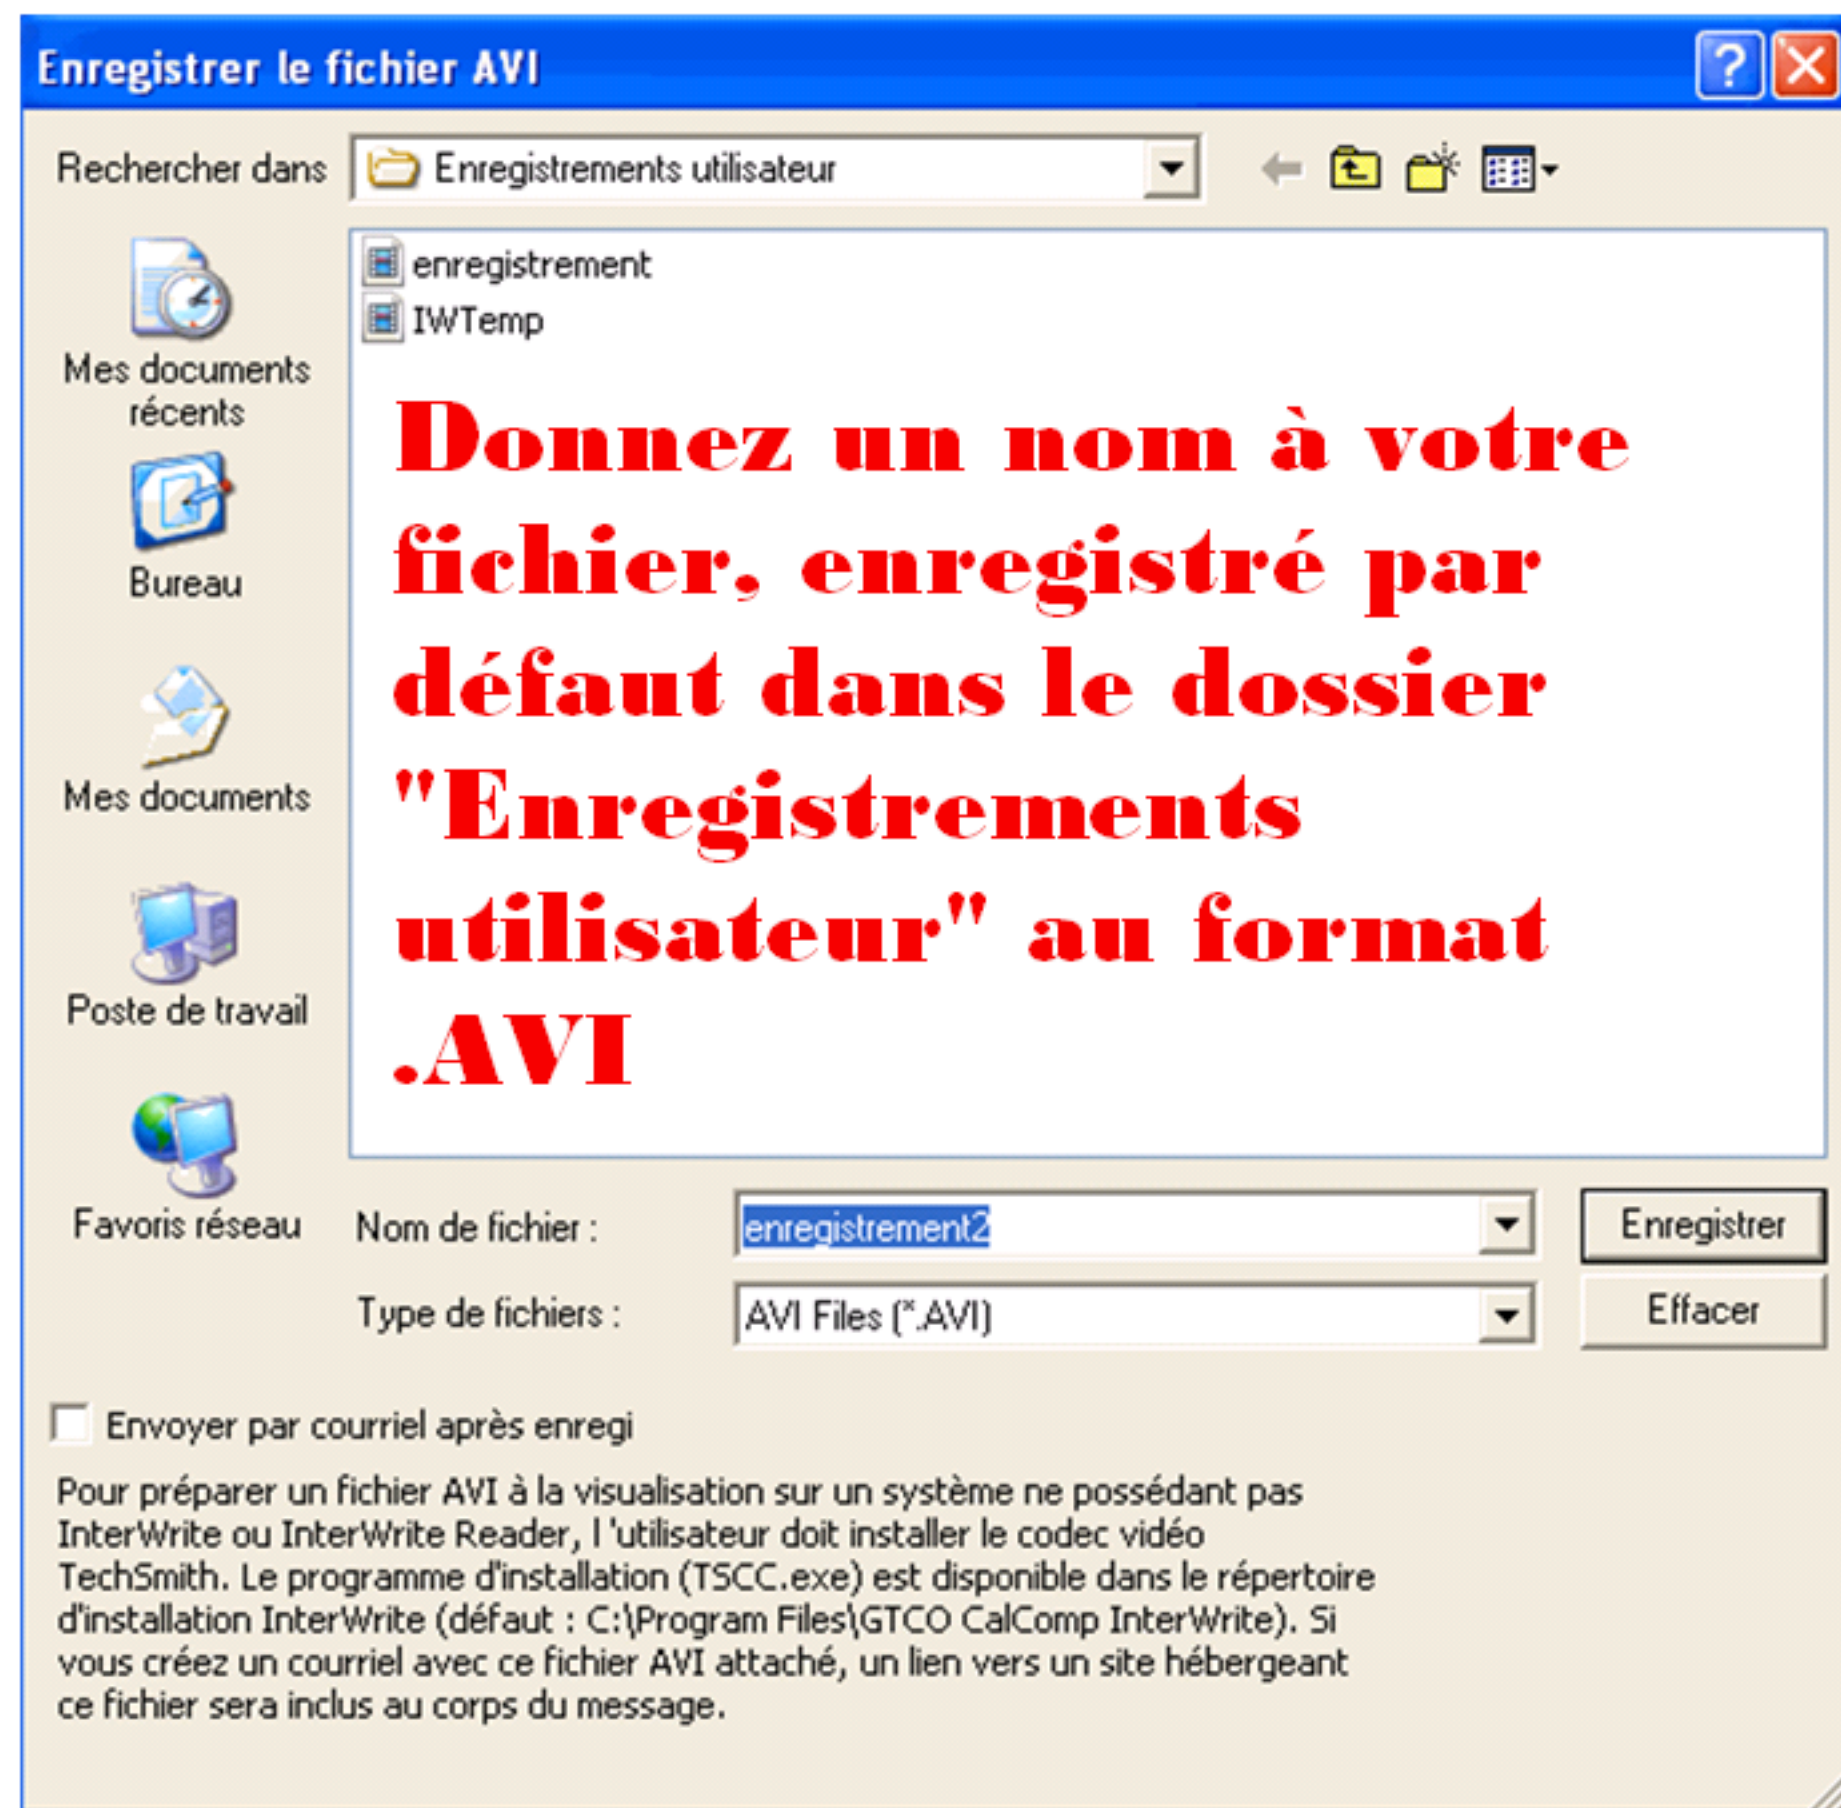 Enregistrer le fichier AVI
Rechercher dans
Enregistrements utilisateur
enregistrement
IWTemp
Mes documents
récents
Bureau
Mes documents
Poste de travail
Favoris réseau
Donnez un nom à votre
fichier, enregistré par
défaut dans le dossier
"Enregistrements
utilisateur" au format
.AVI
Nom de fichier :
enregistrement2
Enregistrer
Type de fichiers :
AVI Files (*.AVI)
Effacer
Envoyer par courriel après enregi
Pour préparer un fichier AVI à la visualisation sur un système ne possédant pas
InterWrite ou InterWrite Reader, l 'utilisateur doit installer le codec vidéo
TechSmith. Le programme d'installation (TSCC.exe) est disponible dans le répertoire
d'installation InterWrite (défaut : C:\Program Files\GTCO CalComp InterWrite). Si
vous créez un courriel avec ce fichier AVI attaché, un lien vers un site hébergeant
ce fichier sera inclus au corps du message.